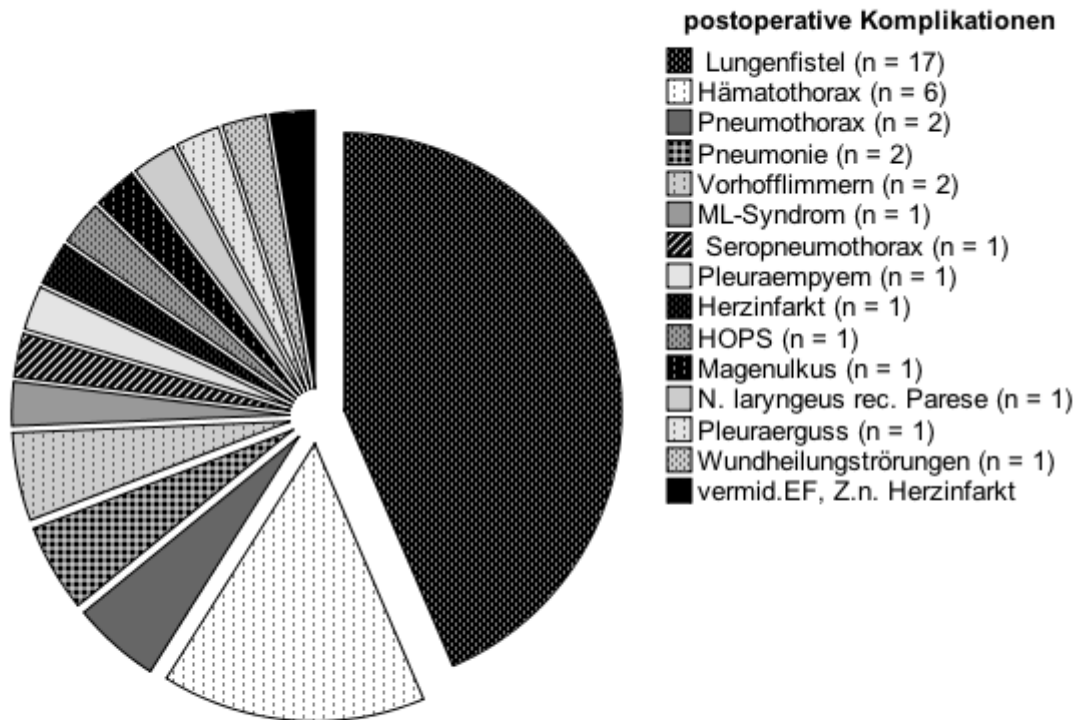 postoperative Komplikationen
Lungenfistel (n = 17)
Hämatothorax (n = 6)
Pneumothorax (n = 2)
Pneumonie (n = 2)
Vorhofflimmern (n = 2)
ML-Syndrom (n = 1)
Seropneumothorax (n = 1)
Pleuraempyem (n = 1)
Herzinfarkt (n = 1)
HOPS (n = 1)
Magenulkus (n = 1)
N. laryngeus rec. Parese (n = 1)
Pleuraerguss (n = 1)
Wundheilungströrungen (n = 1)
vermid.EF, Z.n. Herzinfarkt